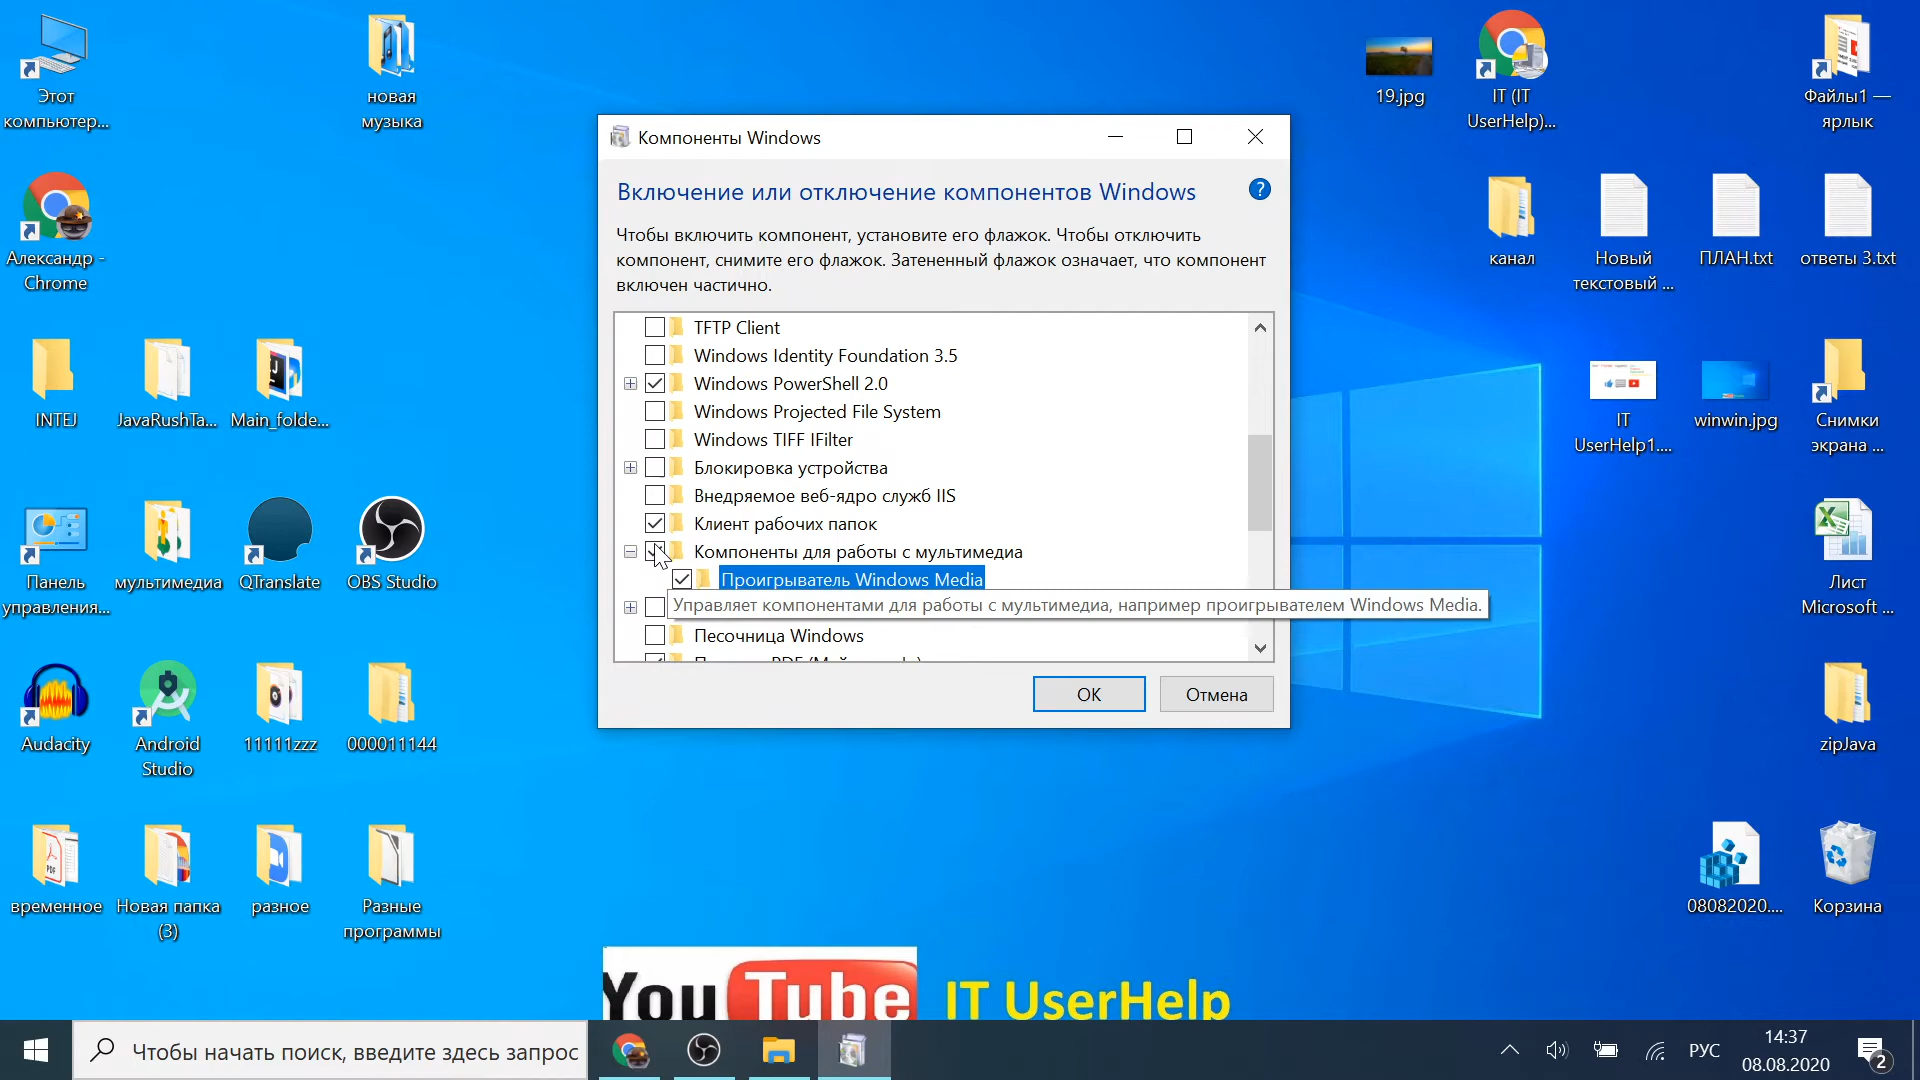 Этот
компьютер...
новая
музыка
19.jpg
IT (IT
UserHelp)...
Файлы1 —
ярлык
Александр -
Chrome
канал
Новый
текстовый ...
ПЛАН.txt
ответы 3.txt
INTEJ
JavaRushTa...
Main_folde...
IT
UserHelp1....
winwin.jpg
Снимки
экрана ...
Панель
управления...
мультимедиа
QTranslate
OBS Studio
Лист
Microsoft ...
Audacity
Android
Studio
11111zzz
000011144
zipJava
временное
Новая папка
(3)
разное
Разные
программы
08082020....
Корзина
Компоненты Windows
Включение или отключение компонентов Windows
Чтобы включить компонент, установите его флажок. Чтобы отключить
компонент, снимите его флажок. Затененный флажок означает, что компонент
включен частично.
TFTP Client
Windows Identity Foundation 3.5
Windows PowerShell 2.0
Windows Projected File System
Windows TIFF IFilter
Блокировка устройства
Внедряемое веб-ядро служб IIS
Клиент рабочих папок
Компоненты для работы с мультимедиа
Проигрыватель Windows Media
Управляет компонентами для работы с мультимедиа, например проигрывателем Windows Media.
Песочница Windows
ОК
Отмена
YouTube
IT UserHelp
Чтобы начать поиск, введите здесь запрос
РУС
14:37
08.08.2020
2